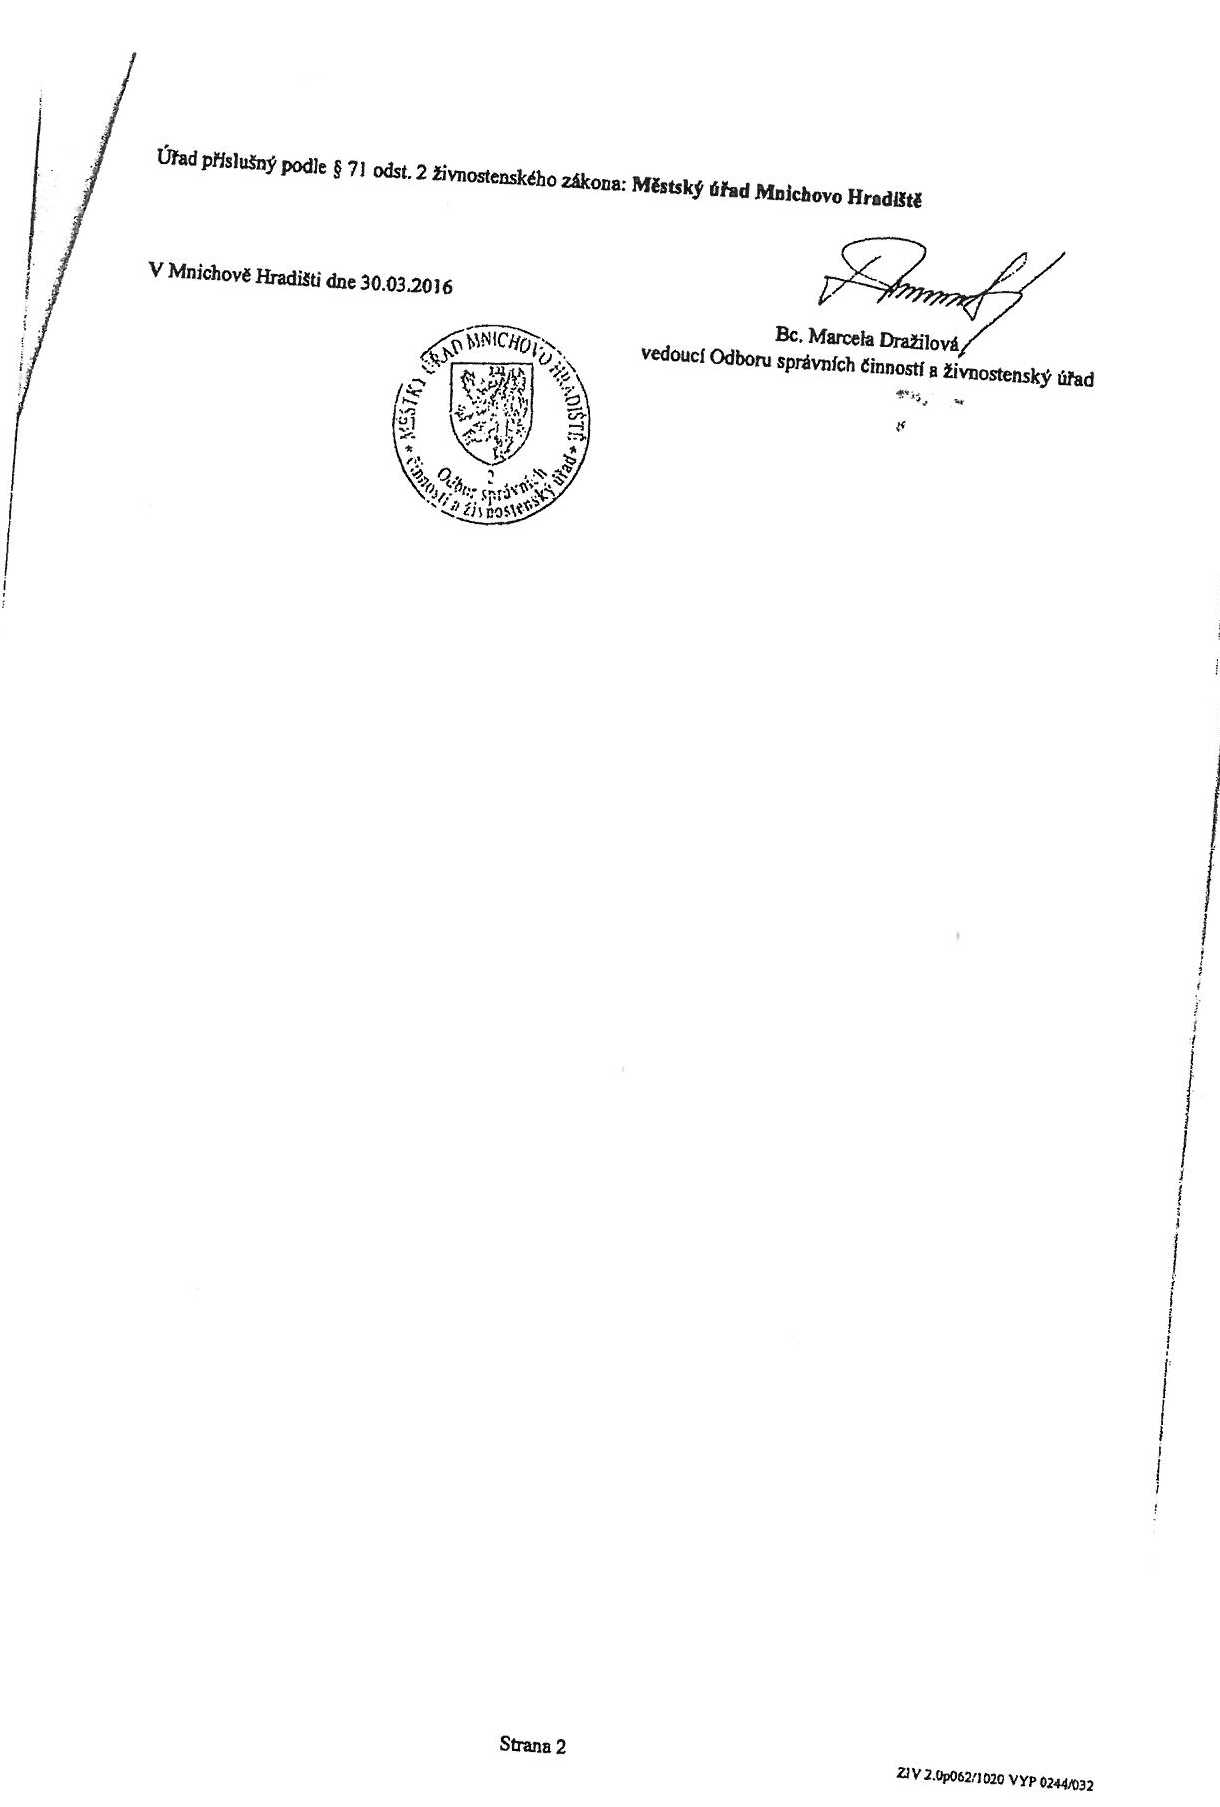 Úřad příslušný podle § 71 odst. 2 živnostenského zákona: Městský úřad Mnichovo Hradiště
V Mnichově Hradišti dne 30.03.2016
Bc. Marcela Dražilová
vedoucí Odboru správních činností a živnostenský úřad
MĚSTKÝ ÚŘAD MNICHOVO HRADIŠTĚ
2
Odbor správních
* činností a živnostenský úřad *
Strana 2
ZIV 2.0p062/1020 VYP 0244/032